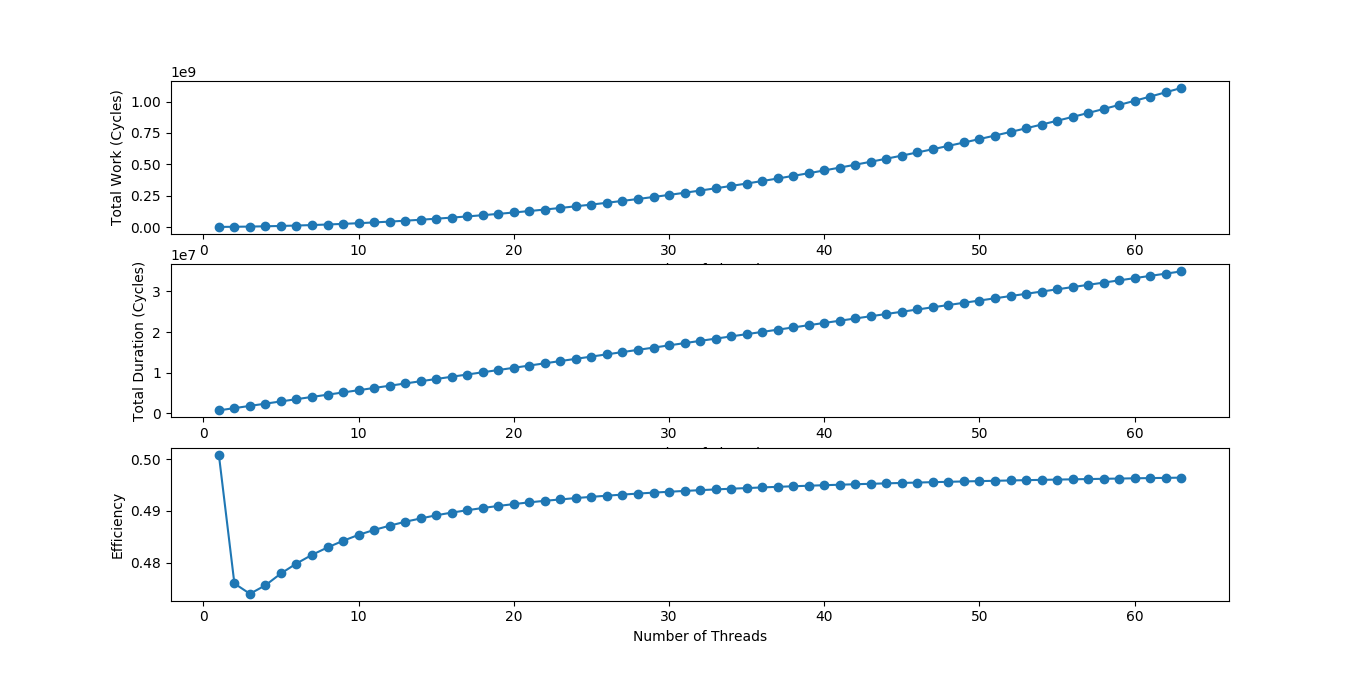 1e9
Total Work (Cycles)
1.00
0.75
0.50
0.25
0.00
0 10 20 30 40 50 60
1e7
Total Duration (Cycles)
3
2
1
0
0 10 20 30 40 50 60
Efficiency
0.50
0.49
0.48
0 10 20 30 40 50 60
Number of Threads